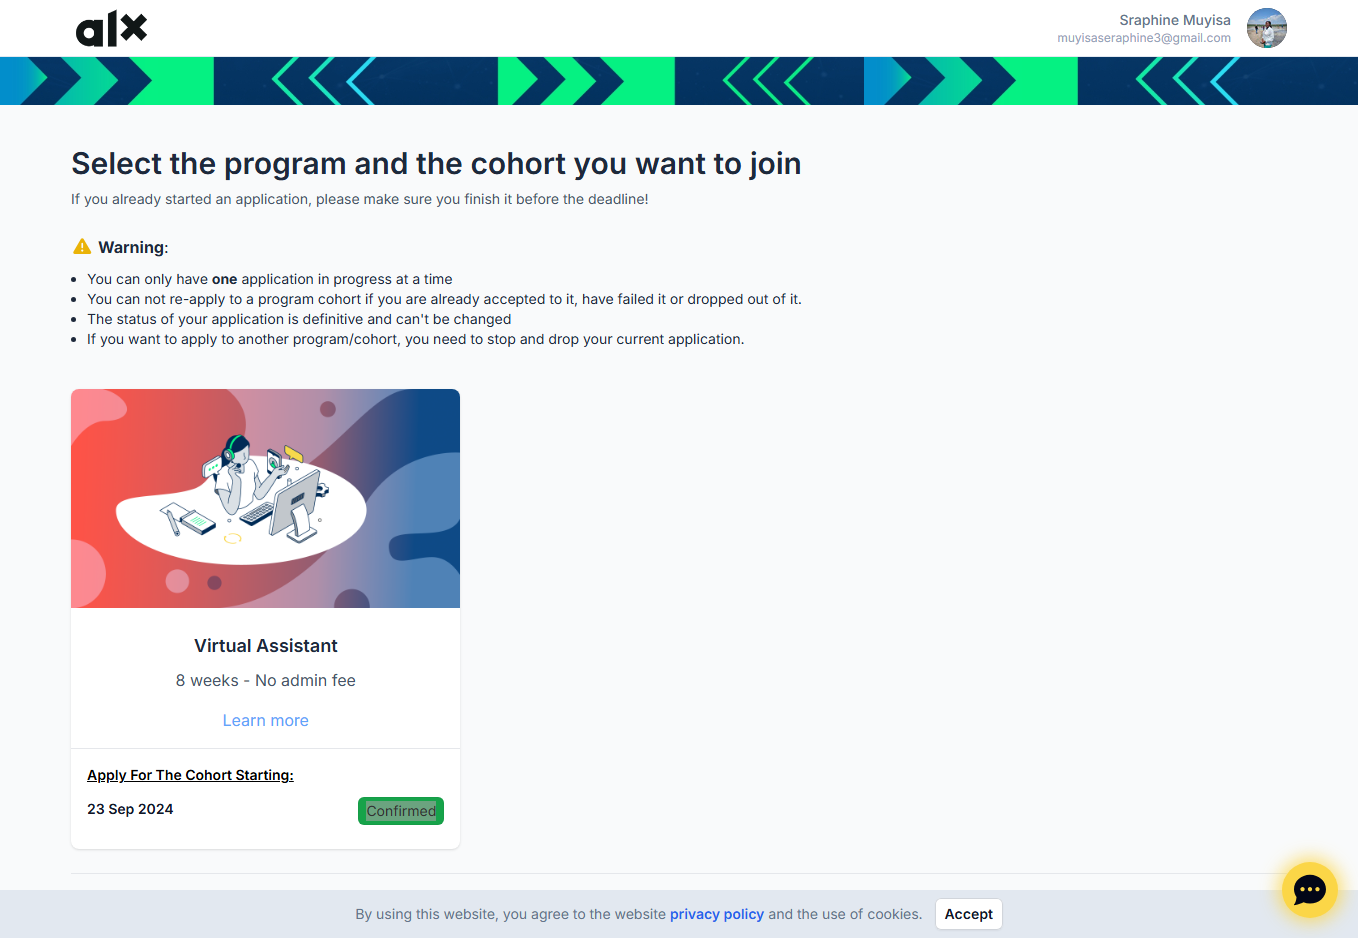 alx
Sraphine Muyisa
muyisaseraphine3@gmail.com
Select the program and the cohort you want to join
If you already started an application, please make sure you finish it before the deadline!
Warning:
You can only have one application in progress at a time
You can not re-apply to a program cohort if you are already accepted to it, have failed it or dropped out of it.
The status of your application is definitive and can't be changed
If you want to apply to another program/cohort, you need to stop and drop your current application.
Virtual Assistant
8 weeks - No admin fee
Learn more
Apply For The Cohort Starting:
23 Sep 2024 Confirmed
By using this website, you agree to the website privacy policy and the use of cookies. Accept